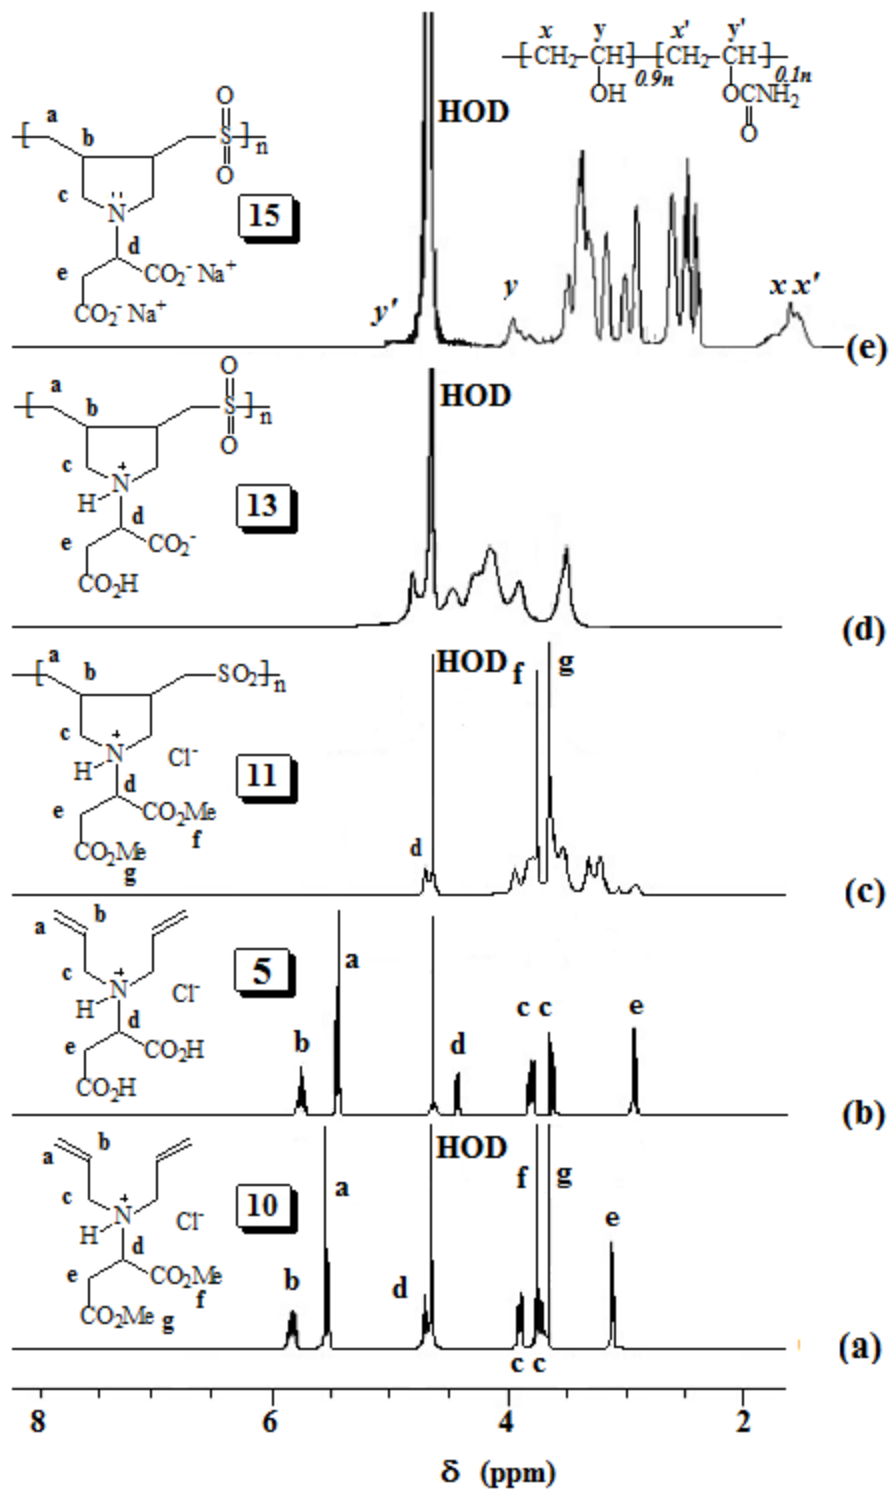 x y x' y'
[CH2-CH]0.9n[CH2-CH]0.1n
OH OCNH2
O
HOD
a
b
c
N
d
e
CO2- Na+
CO2- Na+
O
S
O
n
15
y'
y
x x'
(e)
a
b
c
H N+
d
e
CO2-
CO2H
O
S
O
n
13
HOD
(d)
a
b
SO2
n
c
H N+
Cl-
d
e
CO2Me
f
CO2Me
g
11
HOD
f
g
d
(c)
a
b
c
H N+
Cl-
d
e
CO2H
CO2H
5
b
a
d
c c
e
(b)
a
b
c
H N+
Cl-
d
e
CO2Me
f
CO2Me
g
10
HOD
b
a
d
f
g
e
c c
(a)
8 6 4 2
δ (ppm)